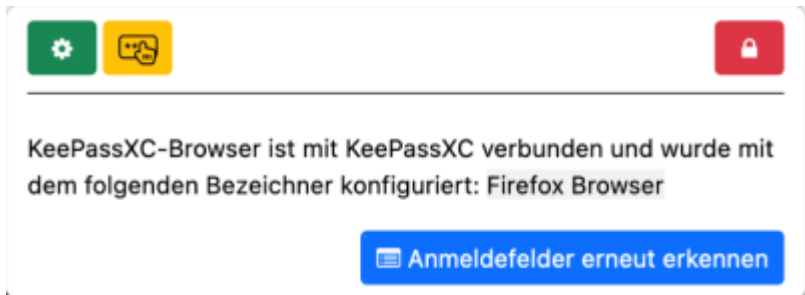 KeePassXC-Browser ist mit KeePassXC verbunden und wurde mit
dem folgenden Bezeichner konfiguriert: Firefox Browser
Anmeldefelder erneut erkennen